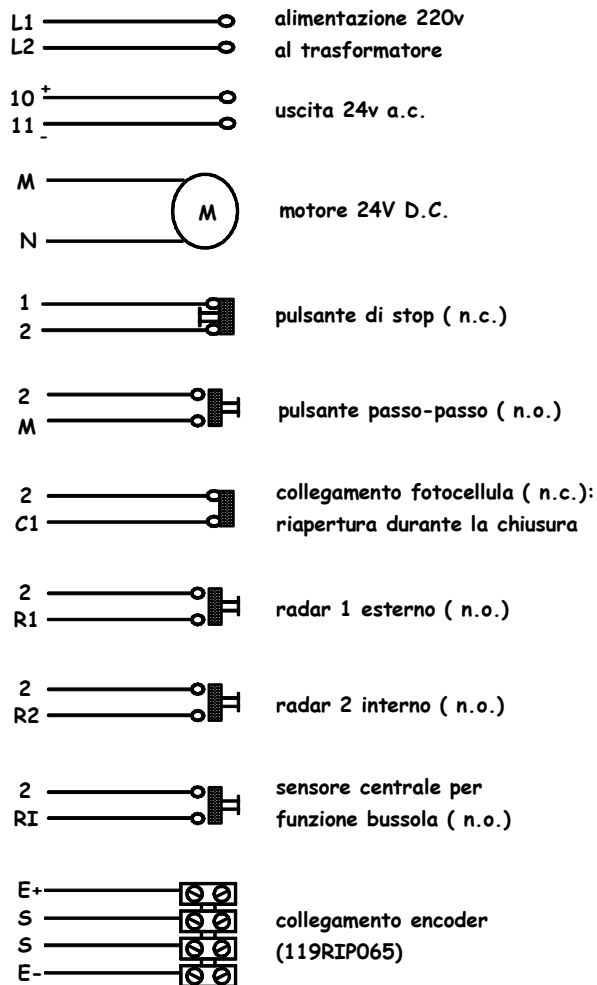 L1 alimentazione 220v
L2 al trasformatore
10 +
uscita 24v a.c.
11 -
M
M motore 24V D.C.
N
1
pulsante di stop ( n.c.)
2
2
pulsante passo-passo ( n.o.)
M
2 collegamento fotocellula ( n.c.):
C1 riapertura durante la chiusura
2
radar 1 esterno ( n.o.)
R1
2
radar 2 interno ( n.o.)
R2
2 sensore centrale per
RI funzione bussola ( n.o.)
E+
S collegamento encoder
S (119RIP065)
E-